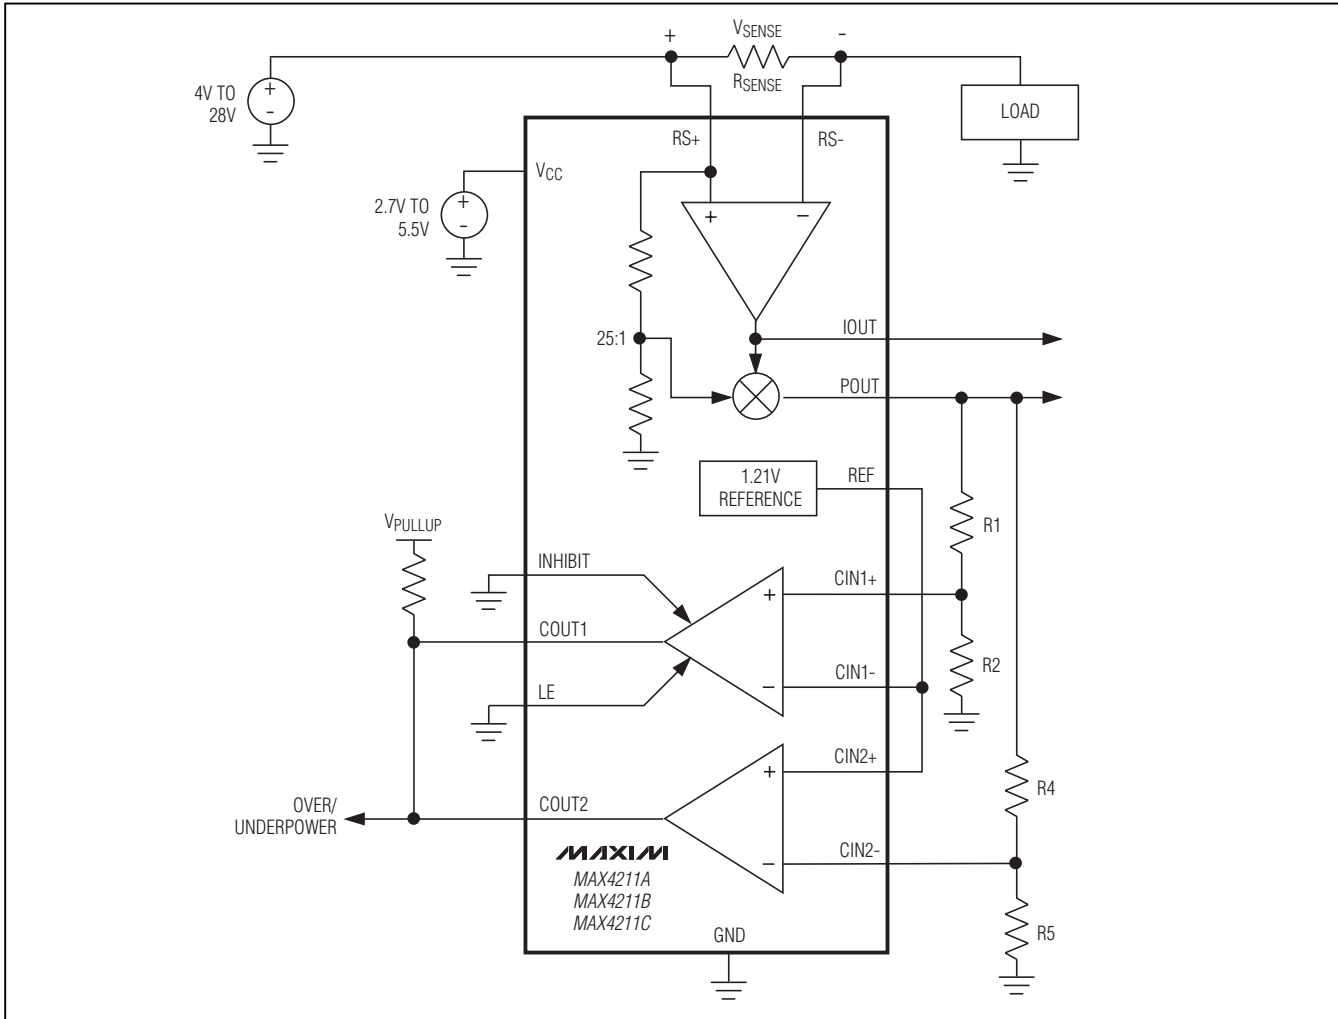 +
VSENSE
-
RSENSE
4V TO
28V
+
-
LOAD
RS+
RS-
VCC
2.7V TO
5.5V
+
-
+
−
25:1
IOUT
POUT
1.21V
REFERENCE
REF
R1
VPULLUP
INHIBIT
CIN1+
+
COUT1
R2
LE
CIN1-
−
CIN2+
+
R4
COUT2
OVER/
UNDERPOWER
CIN2-
−
MAXIM
MAX4211A
MAX4211B
MAX4211C
GND
R5